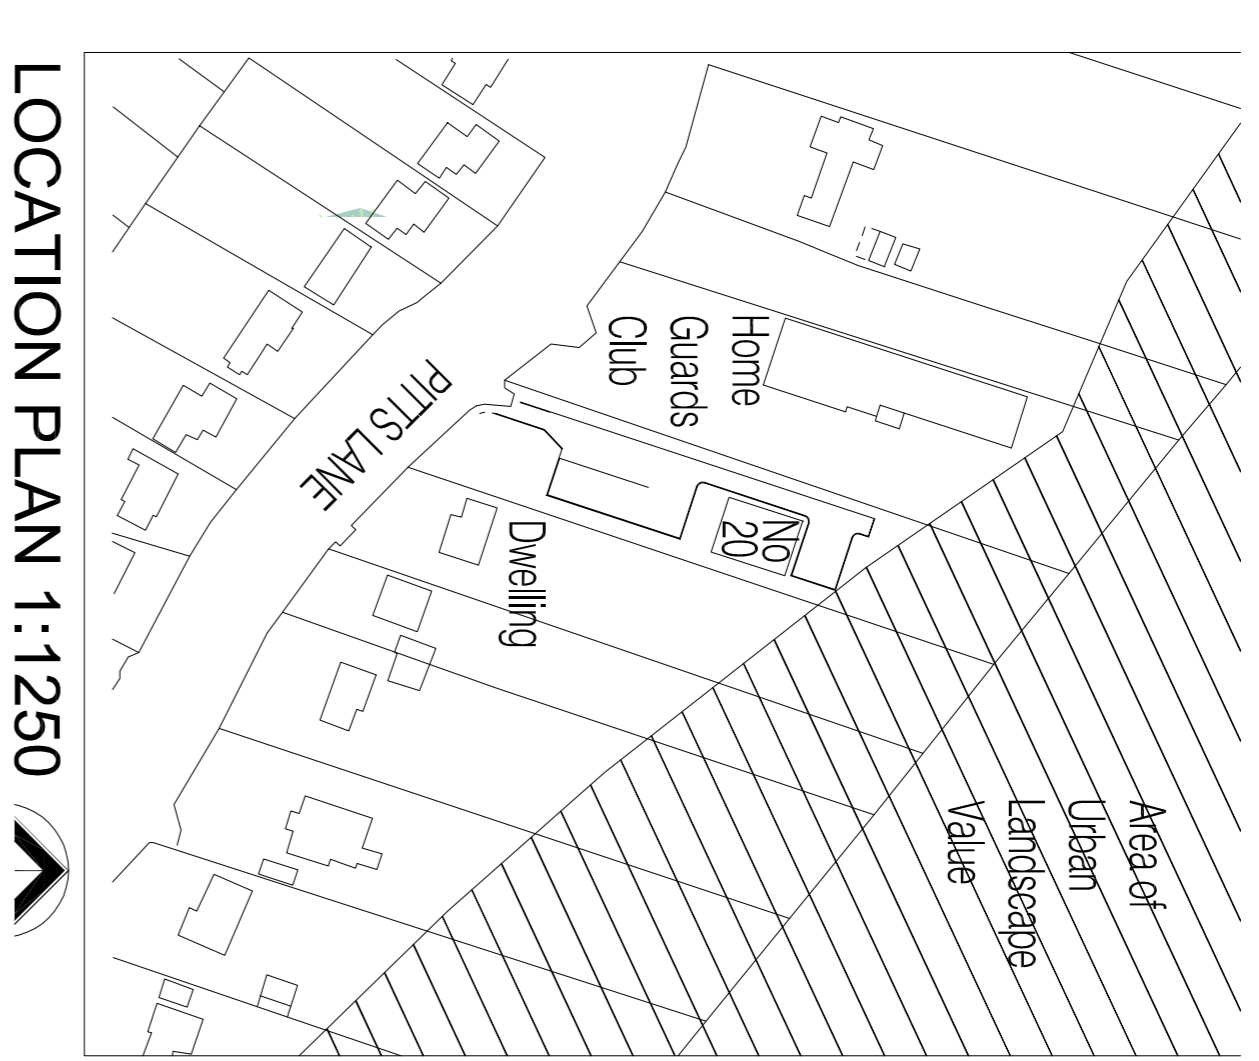 Home
Guards
Club
PITTS LANE
No
20
Dwelling
Area of
Urban
Landscape
Value
LOCATION PLAN 1:1250